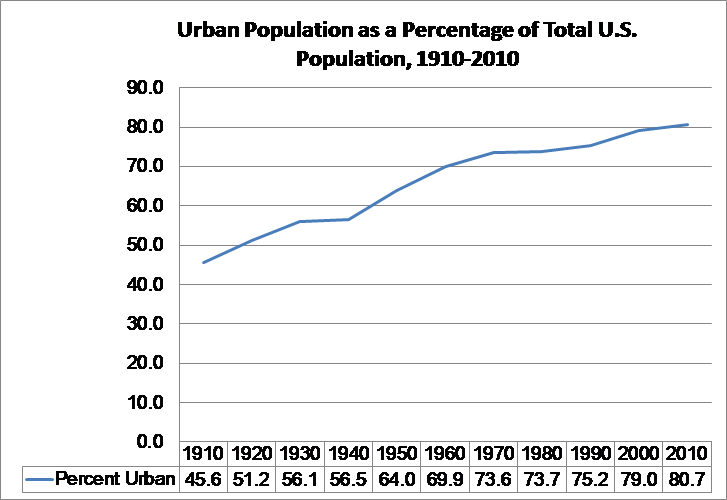 Urban Population as a Percentage of Total U.S.
Population, 1910-2010
90.0
80.0
70.0
60.0
50.0
40.0
30.0
20.0
10.0
0.0
1910 1920 1930 1940 1950 1960 1970 1980 1990 2000 2010
Percent Urban 45.6 51.2 56.1 56.5 64.0 69.9 73.6 73.7 75.2 79.0 80.7